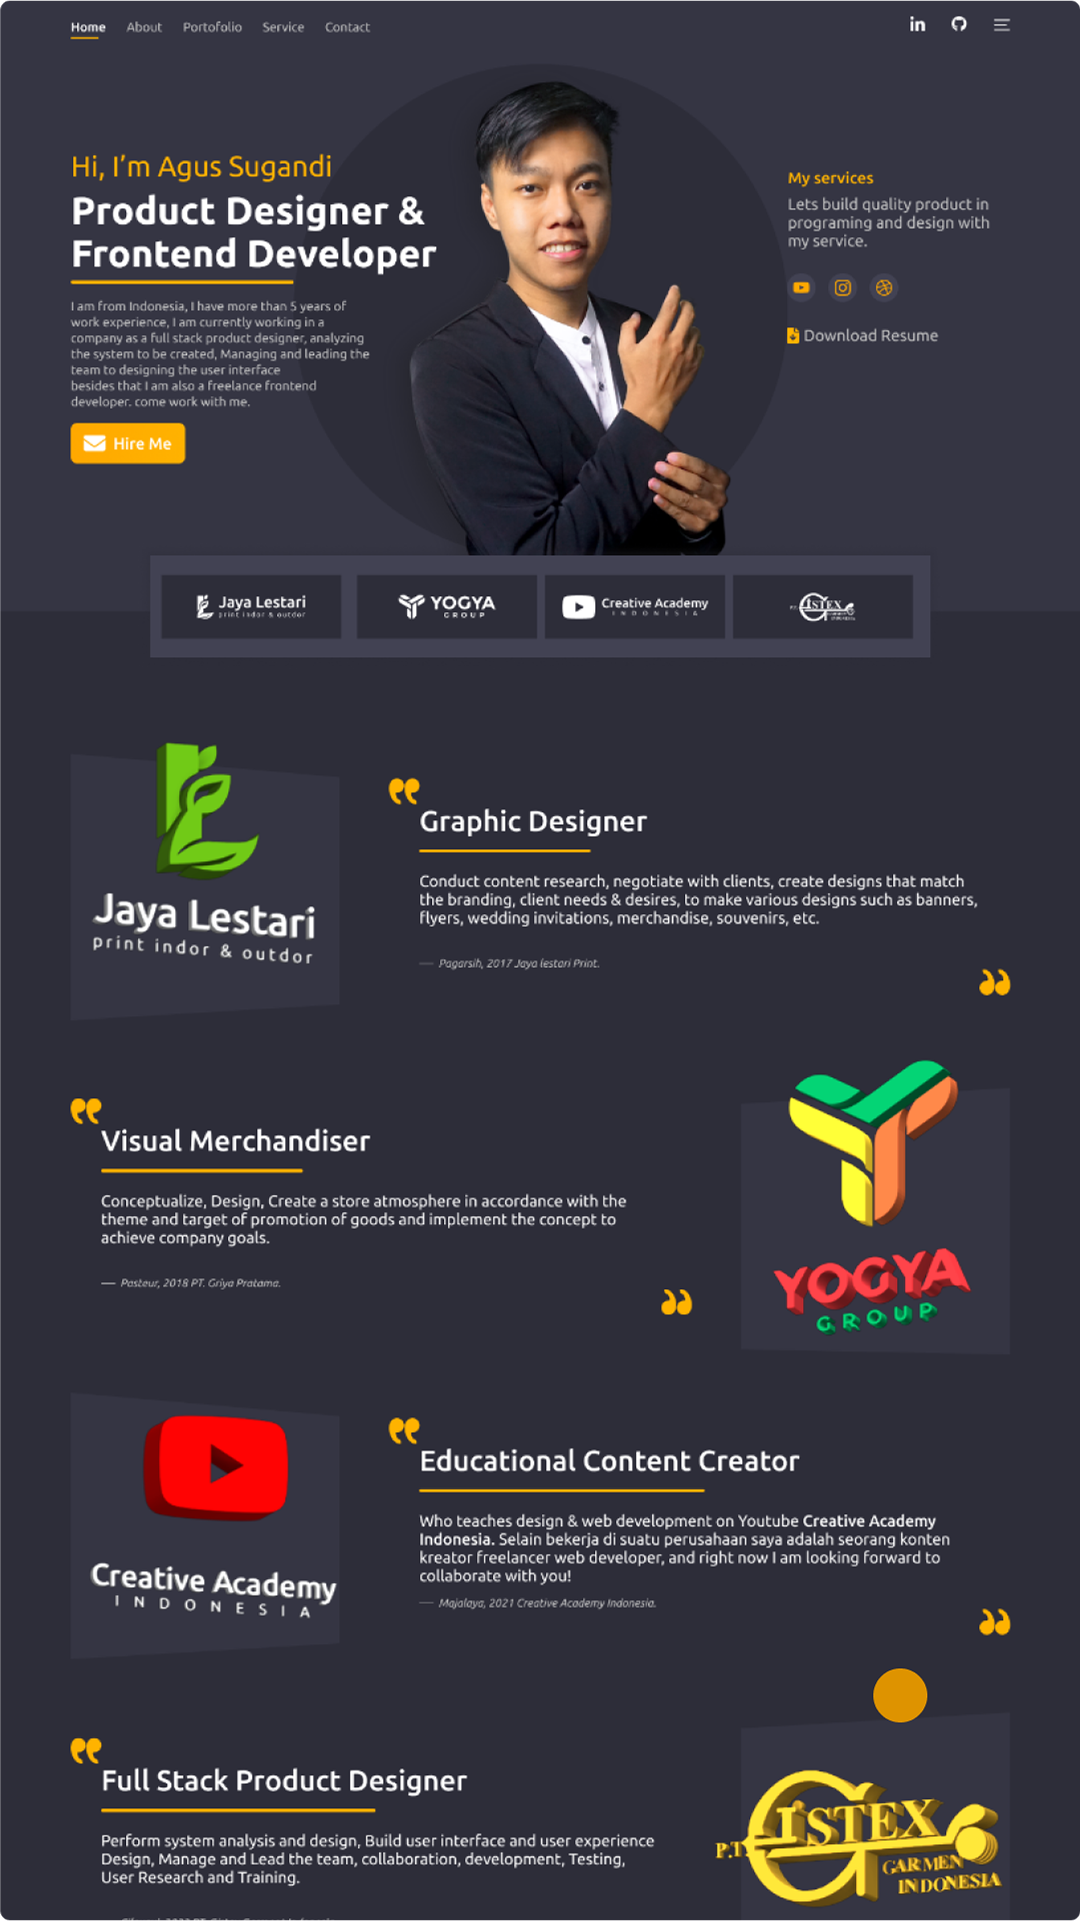 Home About Portofolio Service Contact
Hi, I'm Agus Sugandi
Product Designer &
Frontend Developer
I am from Indonesia, I have more than 5 years of
work experience, I am currently working in a
company as a full stack product designer, analyzing
the system to be created, Managing and leading the
team to designing the user interface
besides that I am also a freelance frontend
developer. come work with me.
Hire Me
My services
Lets build quality product in
programing and design with
my service.
Download Resume
Jaya Lestari
print indor & outdor
YOGYA
GROUP
Creative Academy
INDONESIA
GISTEX
Jaya Lestari
print indor & outdor
Graphic Designer
Conduct content research, negotiate with clients, create designs that match
the branding, client needs & desires, to make various designs such as banners,
flyers, wedding invitations, merchandise, souvenirs, etc.
— Pagarsih, 2017 Jaya lestari Print.
Visual Merchandiser
Conceptualize, Design, Create a store atmosphere in accordance with the
theme and target of promotion of goods and implement the concept to
achieve company goals.
— Pasteur, 2018 PT. Griya Pratama.
YOGYA
GROUP
Creative Academy
INDONESIA
Educational Content Creator
Who teaches design & web development on Youtube Creative Academy
Indonesia. Selain bekerja di suatu perusahaan saya adalah seorang konten
kreator freelancer web developer, and right now I am looking forward to
collaborate with you!
— Majalaya, 2021 Creative Academy Indonesia.
Full Stack Product Designer
Perform system analysis and design, Build user interface and user experience
Design, Manage and Lead the team, collaboration, development, Testing,
User Research and Training.
P.T. GISTEX
GARMEN
INDONESIA